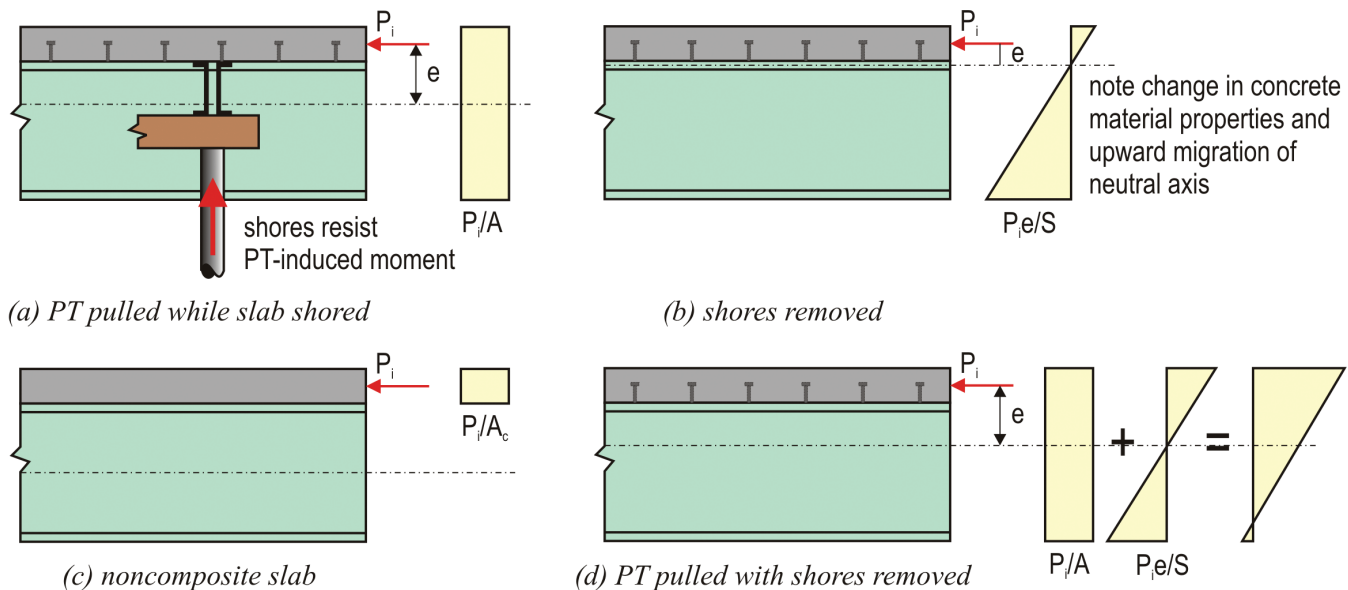 Pᵢ
e
Pᵢ/A
shores resist
PT-induced moment
(a) PT pulled while slab shored
Pᵢ
e
note change in concrete
material properties and
upward migration of
neutral axis
Pᵢe/S
(b) shores removed
Pᵢ
Pᵢ/A꜀
(c) noncomposite slab
Pᵢ
e
+
=
Pᵢ/A
Pᵢe/S
(d) PT pulled with shores removed